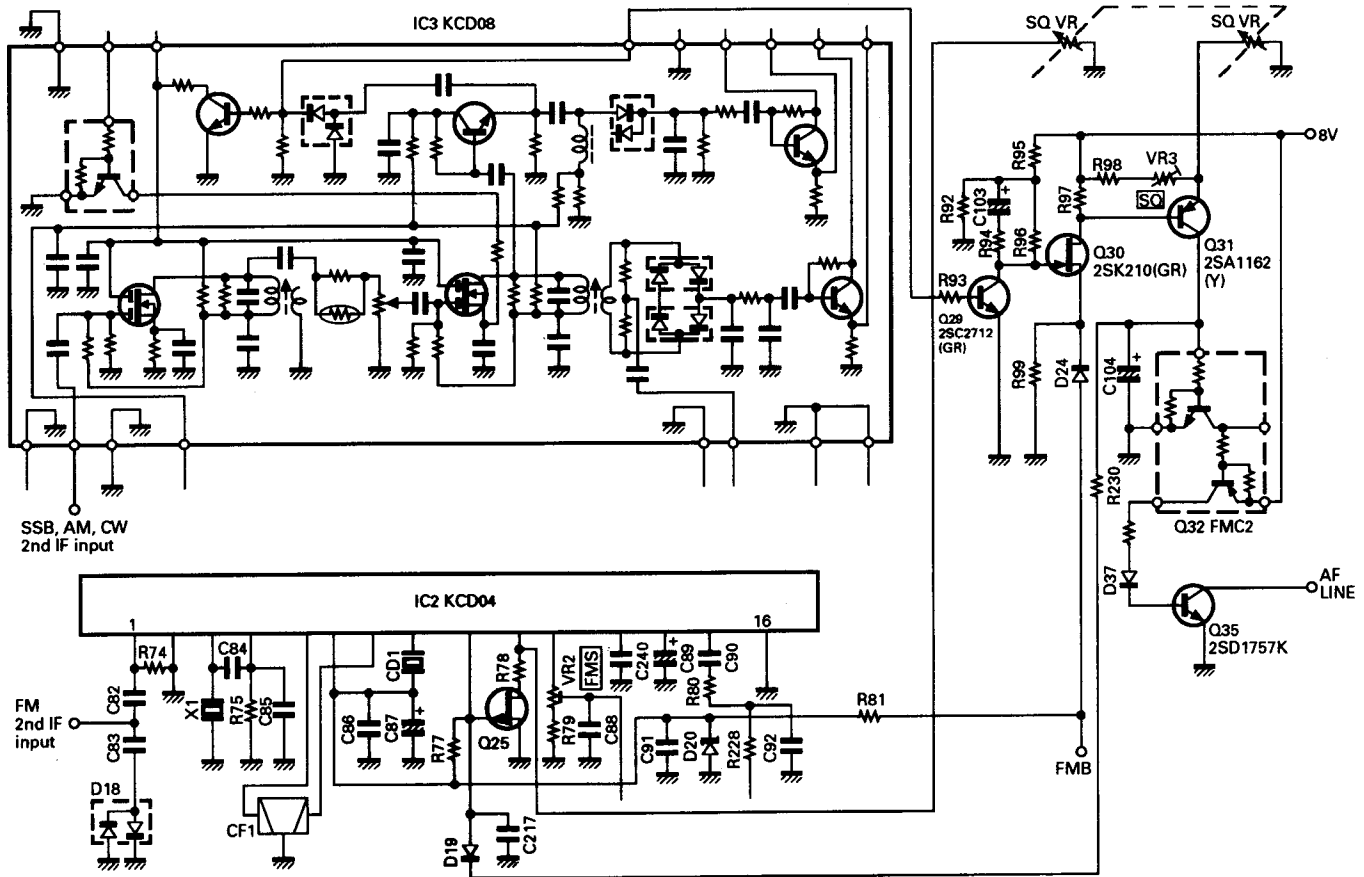 IC3 KCD08
SQ VR
SQ VR
8V
R95
R98
VR3
SQ
R97
R92
C103
R94
R96
Q30
2SK210(GR)
Q31
2SA1162
(Y)
R93
Q29
2SC2712
(GR)
R99
D24
C104
R230
Q32 FMC2
SSB, AM, CW
2nd IF input
D37
AF
LINE
Q35
2SD1757K
IC2 KCD04
1
16
R74
C84
CD1
R78
VR2
FMS
C240
C89
C90
R80
C82
FM
2nd IF
input
C83
X1
R75
C85
C86
C87
R77
Q25
R79
C88
C91
D20
R228
C92
R81
FMB
D18
CF1
D19
C217